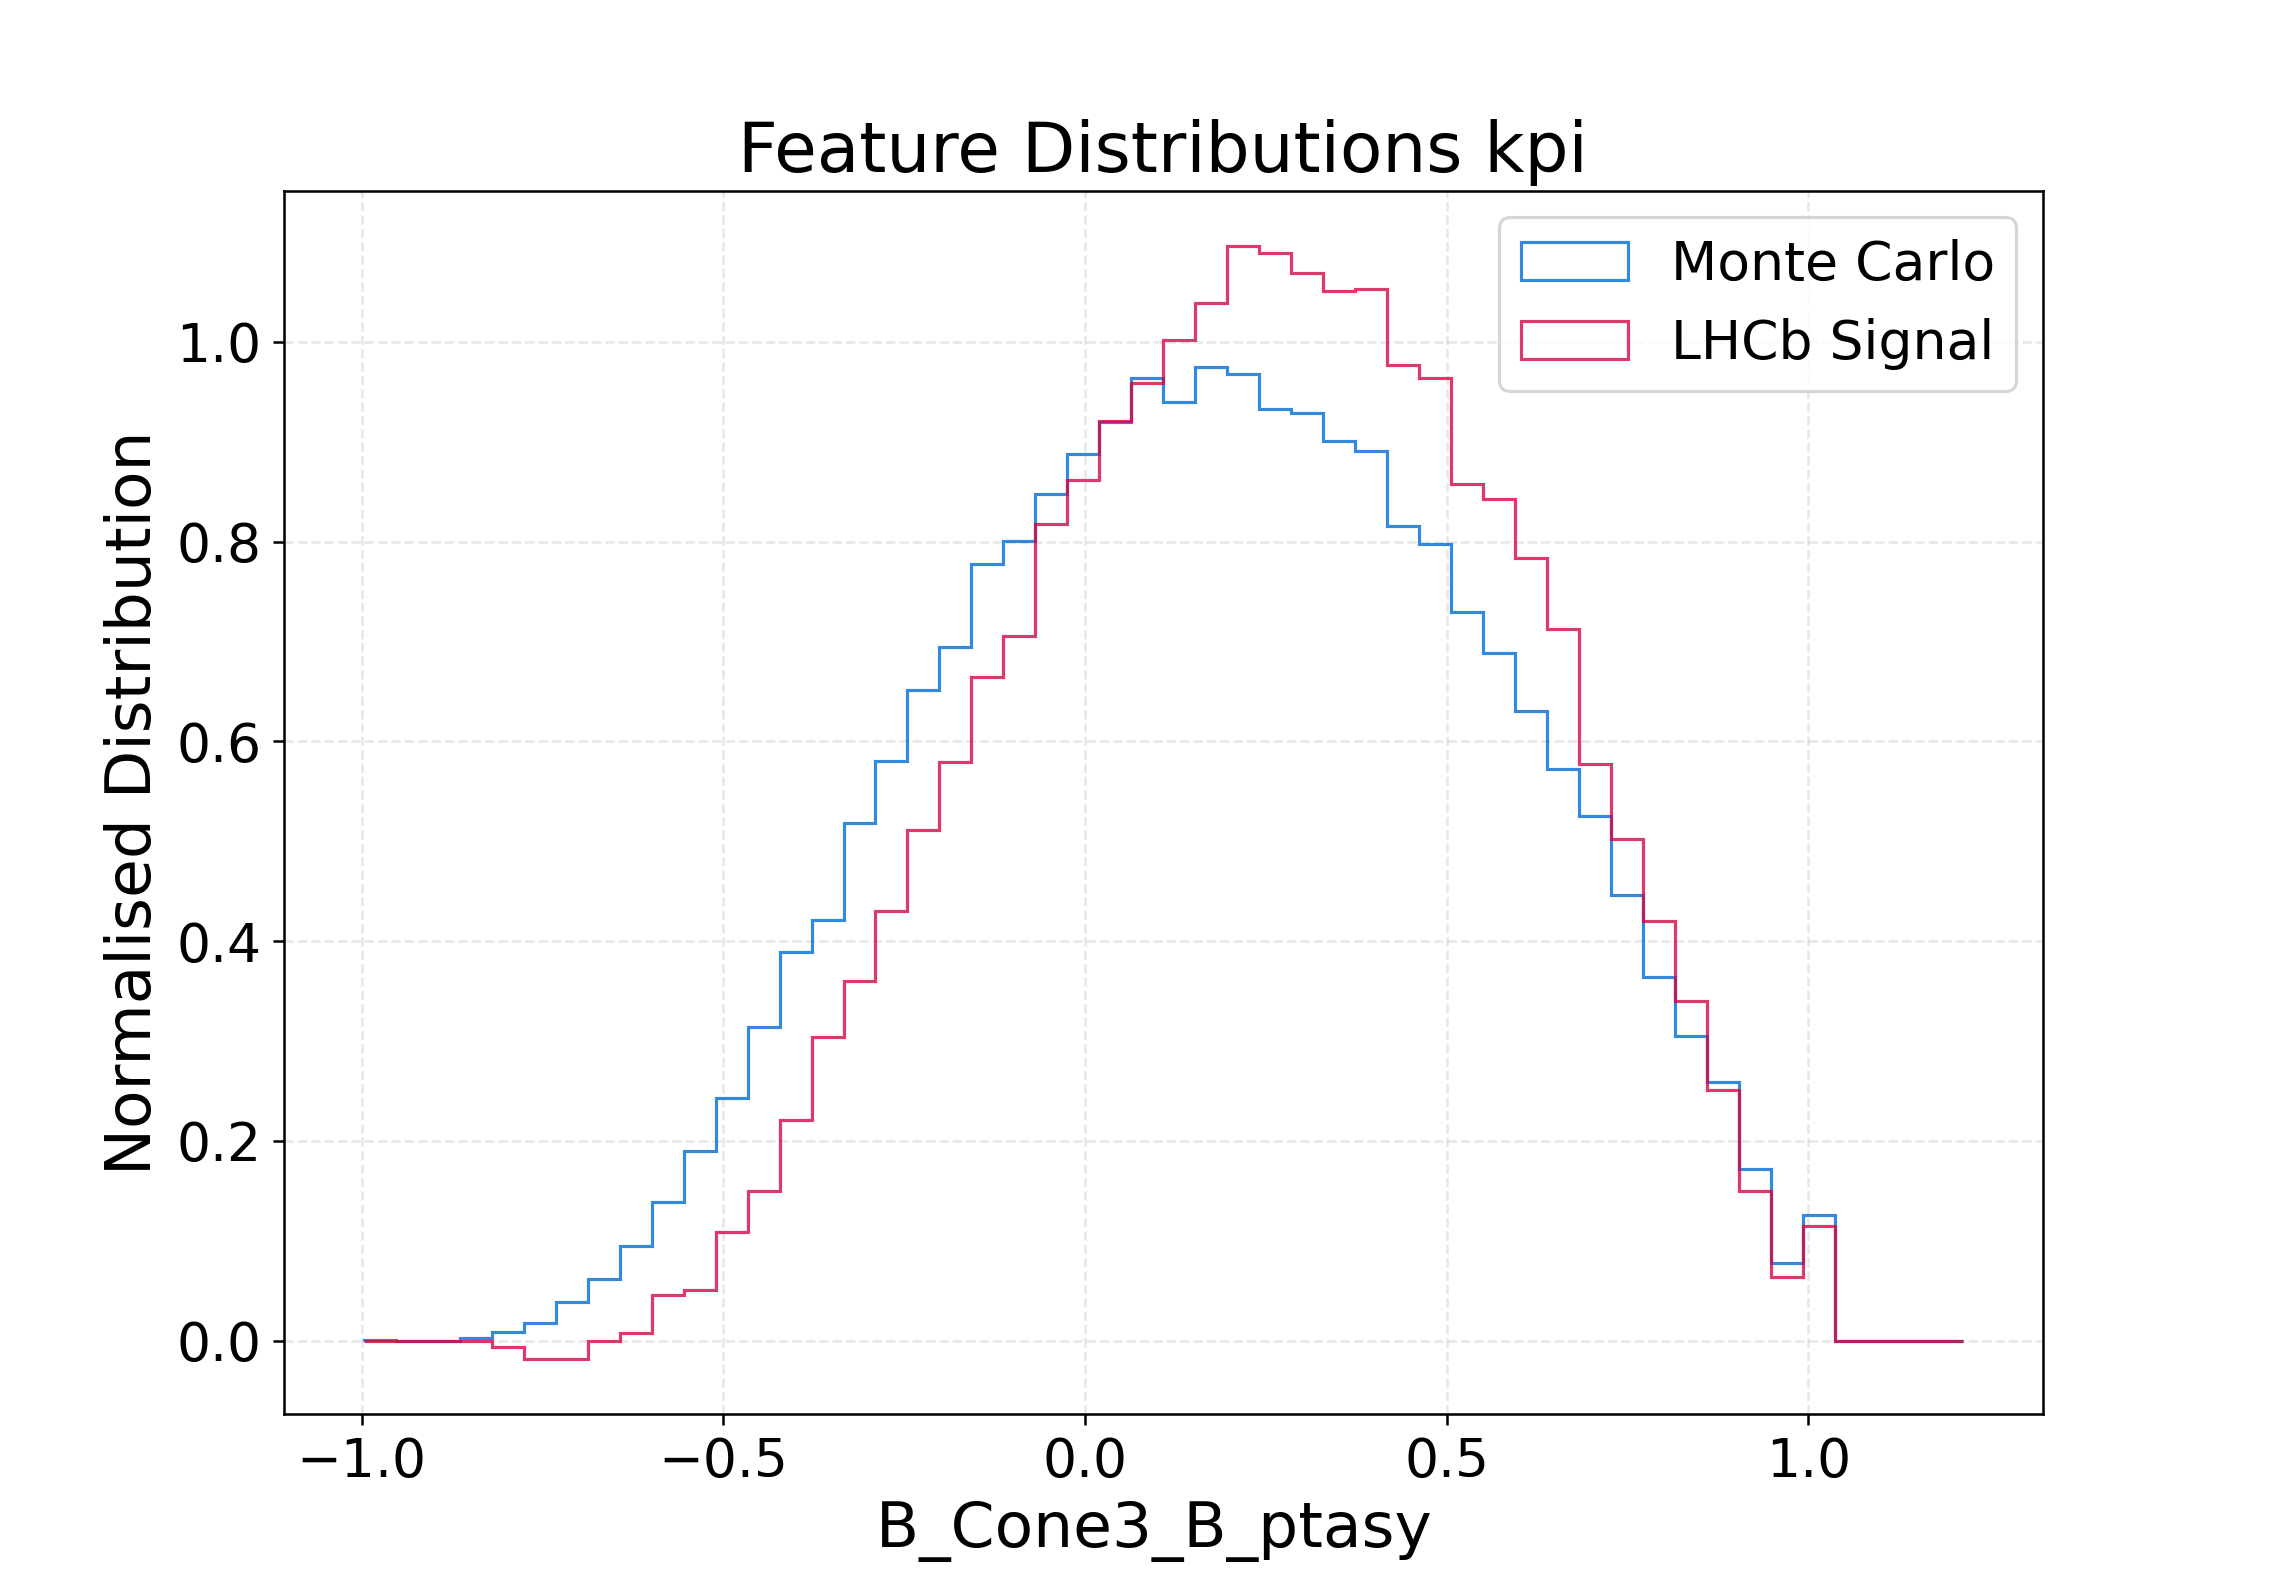 Feature Distributions kpi
Monte Carlo
LHCb Signal
Normalised Distribution
1.0
0.8
0.6
0.4
0.2
0.0
−1.0
−0.5
0.0
0.5
1.0
B_Cone3_B_ptasy